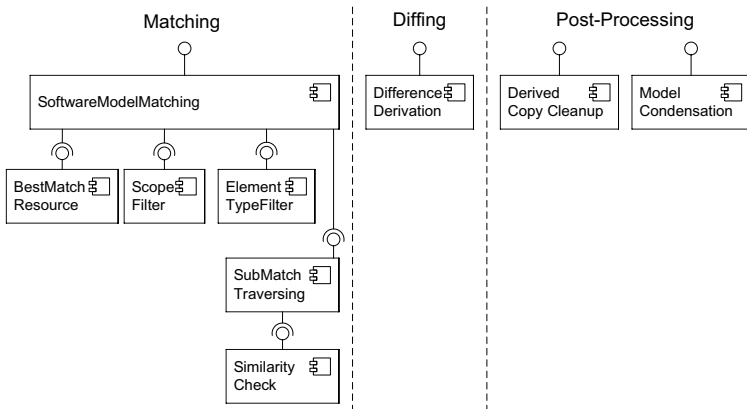 Matching
Diffing
Post-Processing
SoftwareModelMatching
Difference
Derivation
Derived
Copy Cleanup
Model
Condensation
BestMatch
Resource
Scope
Filter
Element
TypeFilter
SubMatch
Traversing
Similarity
Check